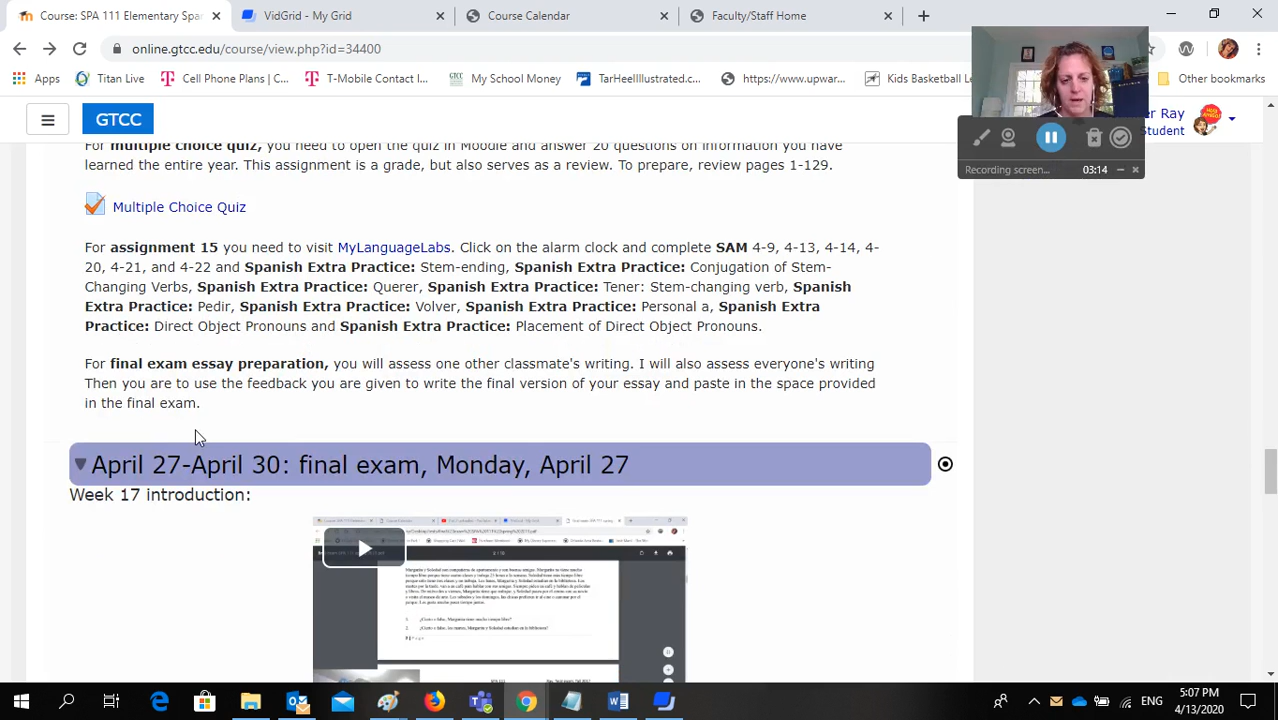 Course: SPA 111 Elementary Spa
VidGrid - My Grid
Course Calendar
Faculty/Staff Home
online.gtcc.edu/course/view.php?id=34400
Apps
Titan Live
Cell Phone Plans | C...
T-Mobile Contact I...
My School Money
TarHeelIllustrated.c...
https://www.upwar...
Kids Basketball Le
Other bookmarks
GTCC
er Ray
Student
Recording screen...
03:14
For multiple choice quiz, you need to open the quiz in Moodle and answer 20 questions on information you have
learned the entire year. This assignment is a grade, but also serves as a review. To prepare, review pages 1-129.
Multiple Choice Quiz
For assignment 15 you need to visit MyLanguageLabs. Click on the alarm clock and complete SAM 4-9, 4-13, 4-14, 4-
20, 4-21, and 4-22 and Spanish Extra Practice: Stem-ending, Spanish Extra Practice: Conjugation of Stem-
Changing Verbs, Spanish Extra Practice: Querer, Spanish Extra Practice: Tener: Stem-changing verb, Spanish
Extra Practice: Pedir, Spanish Extra Practice: Volver, Spanish Extra Practice: Personal a, Spanish Extra
Practice: Direct Object Pronouns and Spanish Extra Practice: Placement of Direct Object Pronouns.
For final exam essay preparation, you will assess one other classmate's writing. I will also assess everyone's writing
Then you are to use the feedback you are given to write the final version of your essay and paste in the space provided
in the final exam.
April 27-April 30: final exam, Monday, April 27
Week 17 introduction:
ENG
5:07 PM
4/13/2020